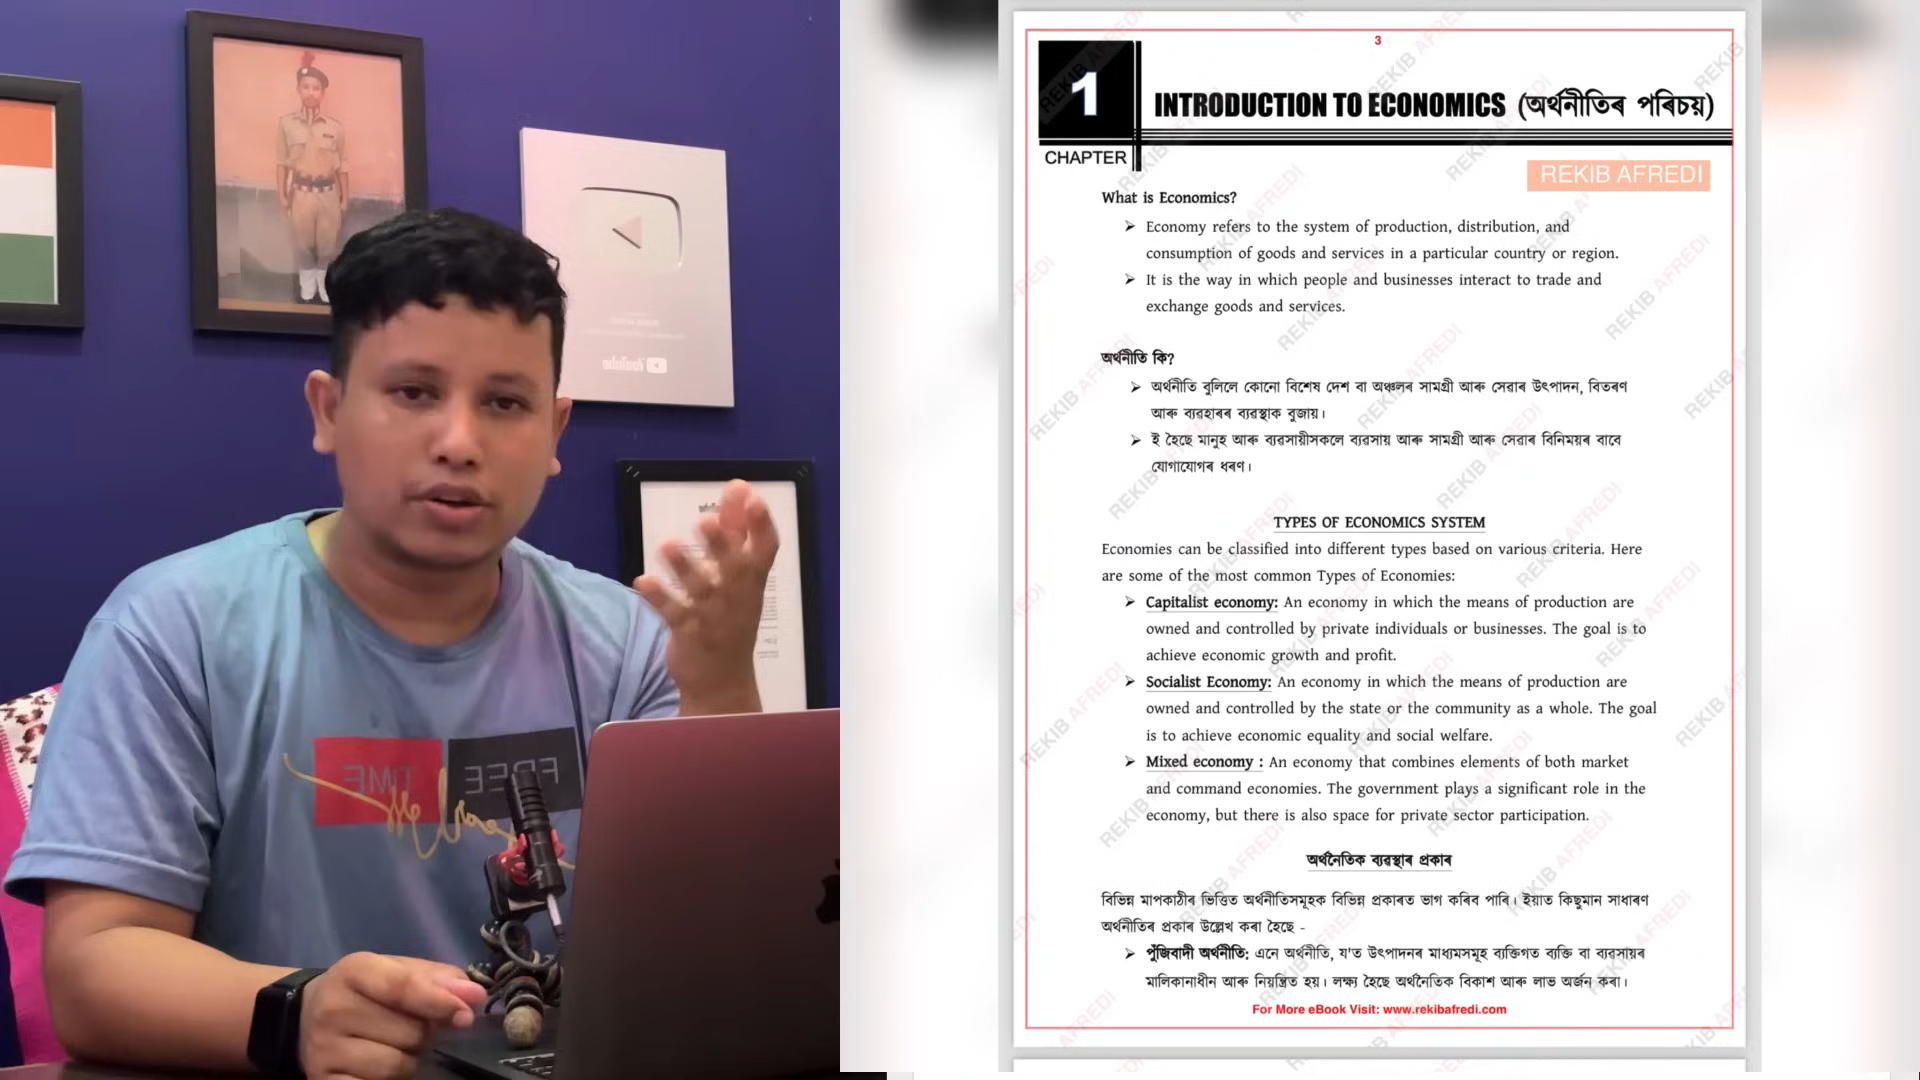 3
1
INTRODUCTION TO ECONOMICS (অৰ্থনীতিৰ পৰিচয়)
CHAPTER
REKIB AFREDI
What is Economics?
➢ Economy refers to the system of production, distribution, and
consumption of goods and services in a particular country or region.
➢ It is the way in which people and businesses interact to trade and
exchange goods and services.
অৰ্থনীতি কি?
➢ অৰ্থনীতি বুলিলে কোনো বিশেষ দেশ বা অঞ্চলৰ সামগ্ৰী আৰু সেৱাৰ উৎপাদন, বিতৰণ
আৰু ব্যৱহাৰৰ ব্যৱস্থাক বুজায়।
➢ ই হৈছে মানুহ আৰু ব্যৱসায়ীসকলে ব্যৱসায় আৰু সামগ্ৰী আৰু সেৱাৰ বিনিময়ৰ বাবে
যোগাযোগৰ ধৰণ।
TYPES OF ECONOMICS SYSTEM
Economies can be classified into different types based on various criteria. Here
are some of the most common Types of Economies:
➢ Capitalist economy: An economy in which the means of production are
owned and controlled by private individuals or businesses. The goal is to
achieve economic growth and profit.
➢ Socialist Economy: An economy in which the means of production are
owned and controlled by the state or the community as a whole. The goal
is to achieve economic equality and social welfare.
➢ Mixed economy : An economy that combines elements of both market
and command economies. The government plays a significant role in the
economy, but there is also space for private sector participation.
অৰ্থনৈতিক ব্যৱস্থাৰ প্ৰকাৰ
বিভিন্ন মাপকাঠীৰ ভিত্তিত অৰ্থনীতিসমূহক বিভিন্ন প্ৰকাৰত ভাগ কৰিব পাৰি। ইয়াত কিছুমান সাধাৰণ
অৰ্থনীতিৰ প্ৰকাৰ উল্লেখ কৰা হৈছে -
➢ পুঁজিবাদী অৰ্থনীতি: এনে অৰ্থনীতি, য'ত উৎপাদনৰ মাধ্যমসমূহ ব্যক্তিগত ব্যক্তি বা ব্যৱসায়ৰ
মালিকানাধীন আৰু নিয়ন্ত্ৰিত হয়। লক্ষ্য হৈছে অৰ্থনৈতিক বিকাশ আৰু লাভ অৰ্জন কৰা।
For More eBook Visit: www.rekibafredi.com
YouTube
FREE
TIME